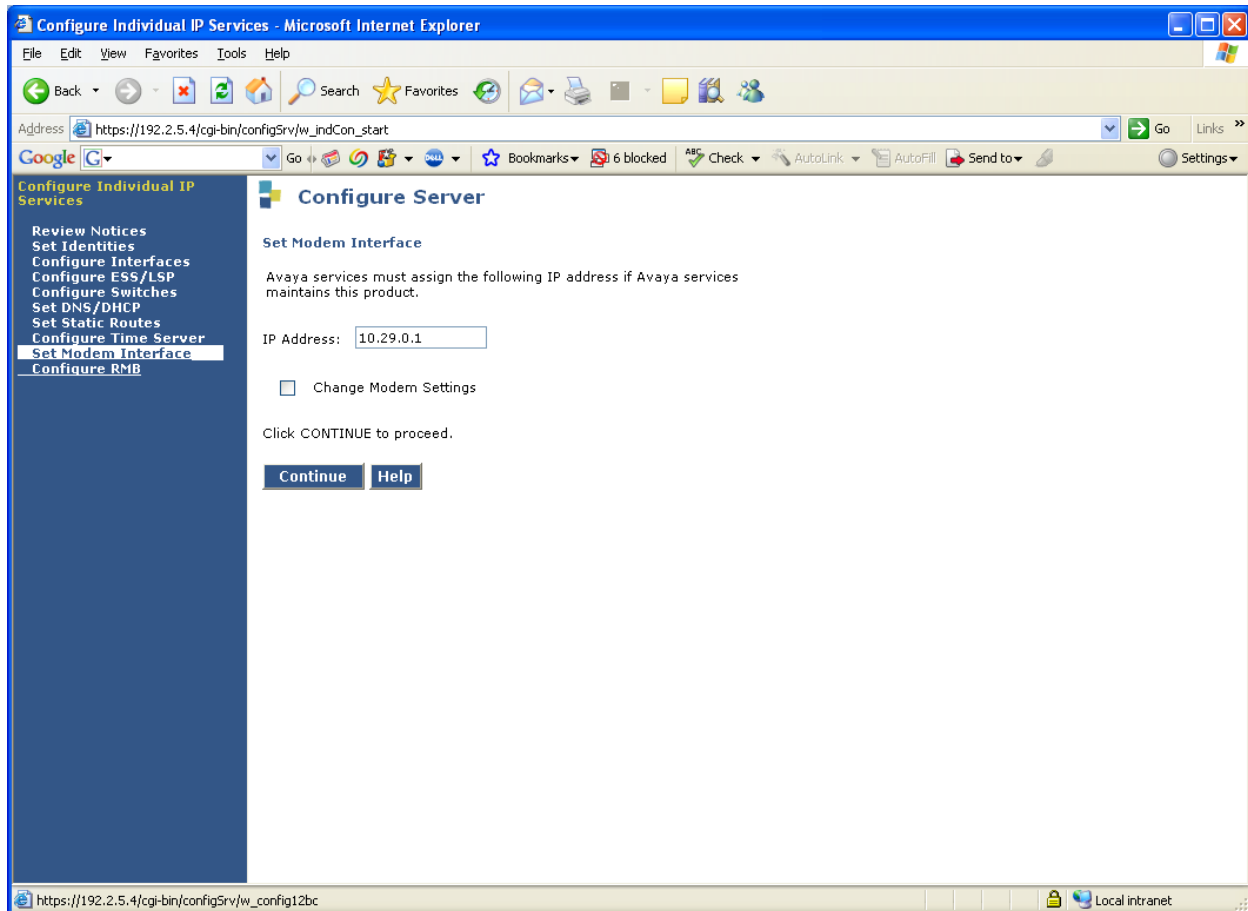 Configure Individual IP Services - Microsoft Internet Explorer
File Edit View Favorites Tools Help
Back Search Favorites
Address https://192.2.5.4/cgi-bin/configSrv/w_indCon_start Go Links »
Google G Go DELL Bookmarks 6 blocked ABC Check AutoLink AutoFill Send to Settings
Configure Individual IP
Services
Review Notices
Set Identities
Configure Interfaces
Configure ESS/LSP
Configure Switches
Set DNS/DHCP
Set Static Routes
Configure Time Server
Set Modem Interface
Configure RMB
Configure Server
Set Modem Interface
Avaya services must assign the following IP address if Avaya services
maintains this product.
IP Address: 10.29.0.1
Change Modem Settings
Click CONTINUE to proceed.
Continue Help
https://192.2.5.4/cgi-bin/configSrv/w_config12bc Local intranet